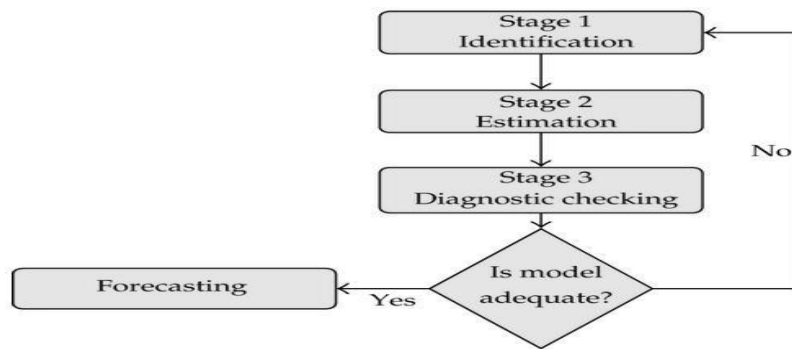 Stage 1
Identification
Stage 2
Estimation
No
Stage 3
Diagnostic checking
Is model
adequate?
Forecasting
Yes